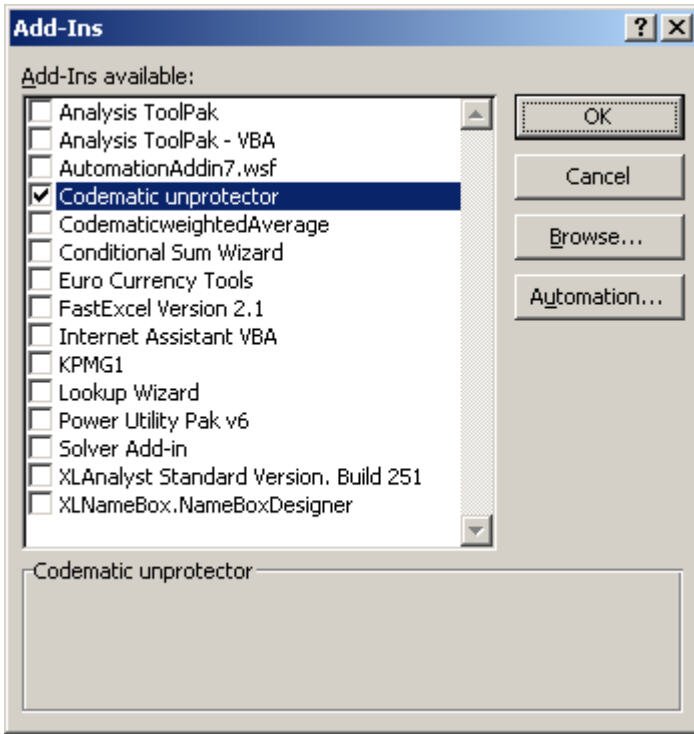 Add-Ins
Add-Ins available:
Analysis ToolPak
Analysis ToolPak - VBA
AutomationAddin7.wsf
Codematic unprotector
CodematicweightedAverage
Conditional Sum Wizard
Euro Currency Tools
FastExcel Version 2.1
Internet Assistant VBA
KPMG1
Lookup Wizard
Power Utility Pak v6
Solver Add-in
XLAnalyst Standard Version. Build 251
XLNameBox.NameBoxDesigner
OK
Cancel
Browse...
Automation...
Codematic unprotector